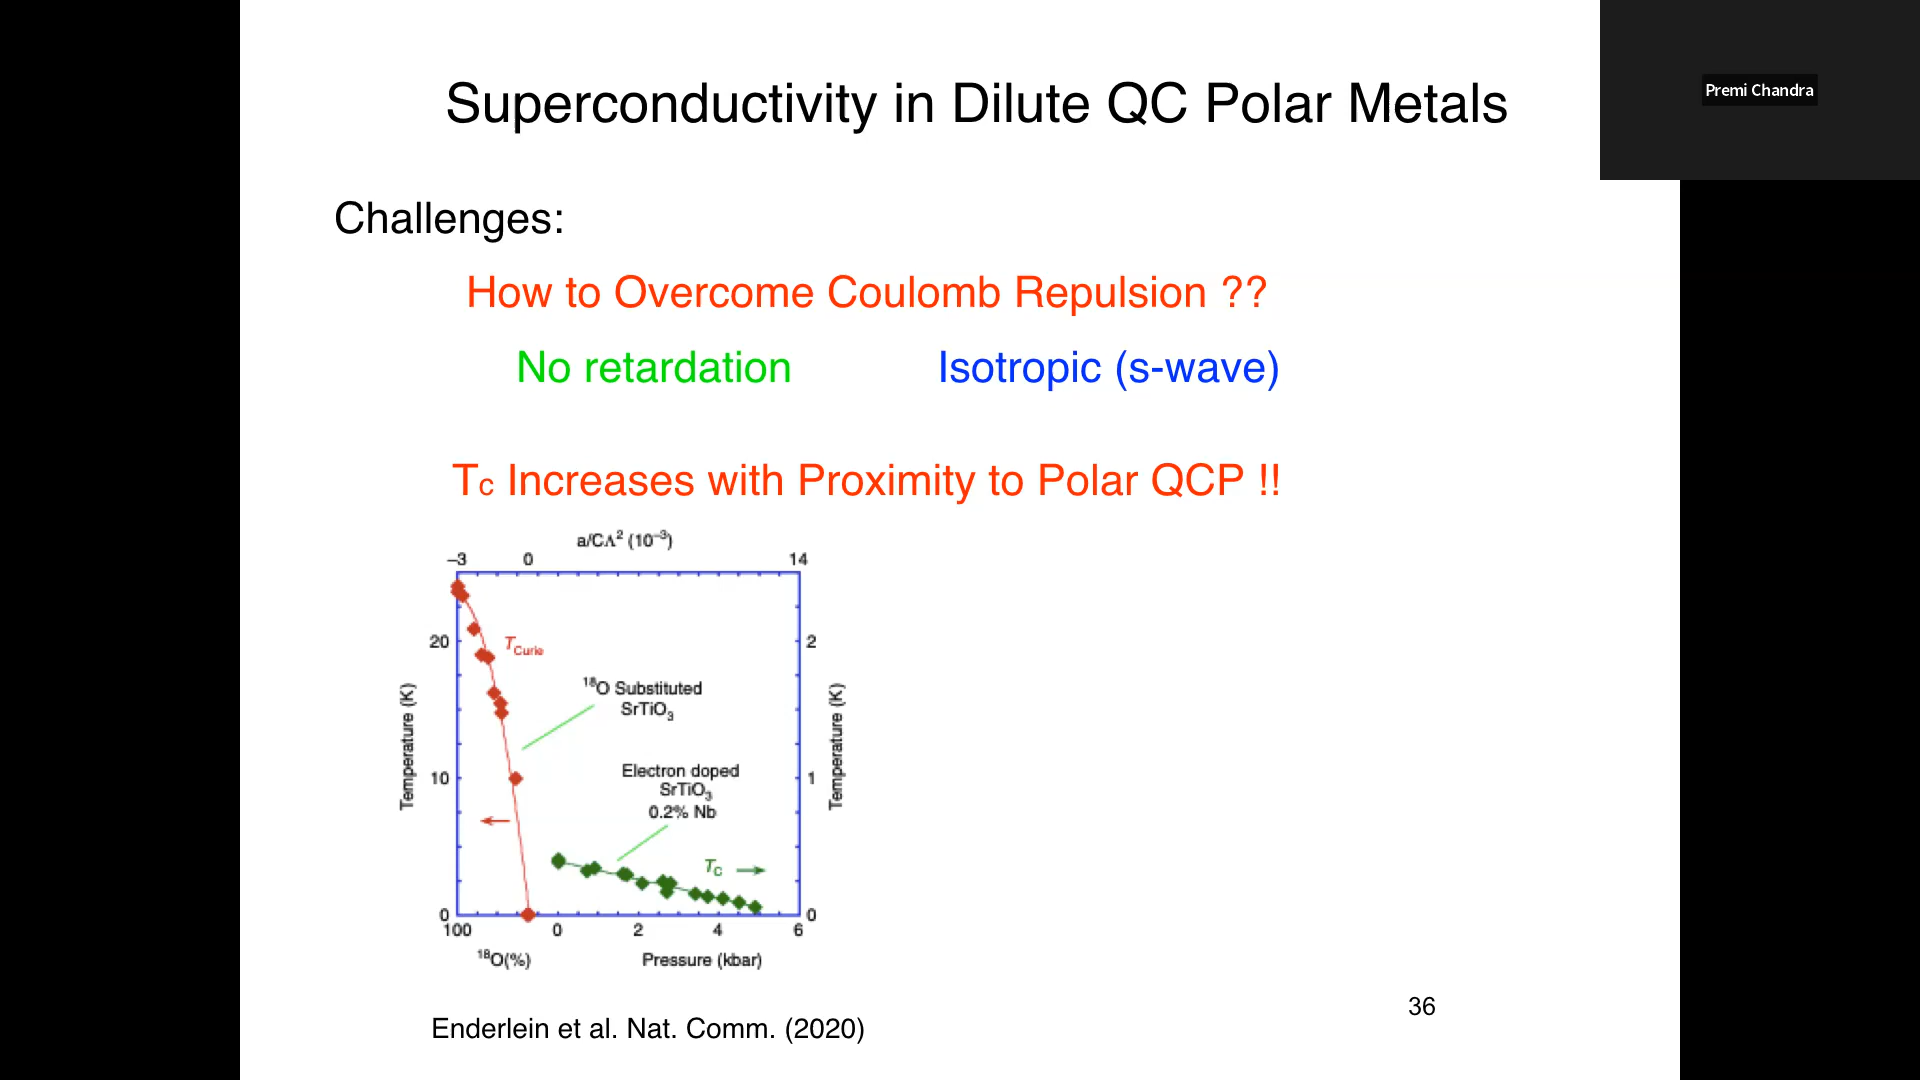 Superconductivity in Dilute QC Polar Metals
Premi Chandra
Challenges:
How to Overcome Coulomb Repulsion ??
No retardation
Isotropic (s-wave)
Tc Increases with Proximity to Polar QCP !!
a/CΛ² (10⁻³)
−3 0 14
20 2
T_Curie
¹⁸O Substituted
SrTiO₃
Temperature (K)
Temperature (K)
Electron doped
10 1
SrTiO₃
0.2% Nb
T_C
0 0
100 0 2 4 6
¹⁸O(%) Pressure (kbar)
36
Enderlein et al. Nat. Comm. (2020)